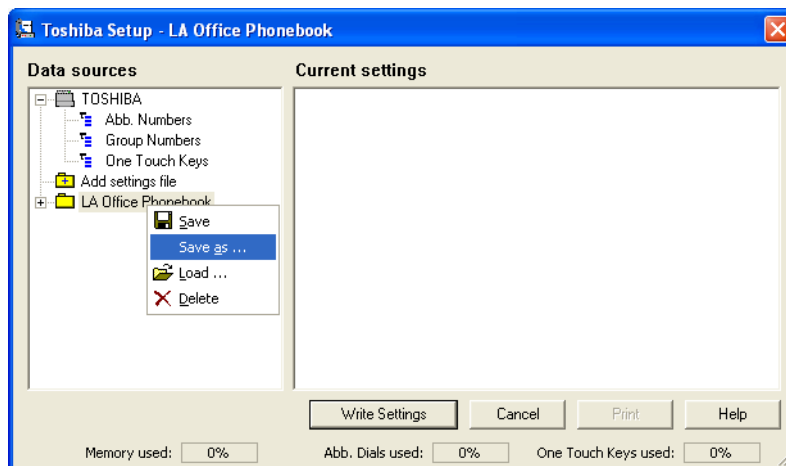 Toshiba Setup - LA Office Phonebook
Data sources
Current settings
TOSHIBA
Abb. Numbers
Group Numbers
One Touch Keys
Add settings file
LA Office Phonebook
Save
Save as ...
Load ...
Delete
Write Settings Cancel Print Help
Memory used: 0% Abb. Dials used: 0% One Touch Keys used: 0%